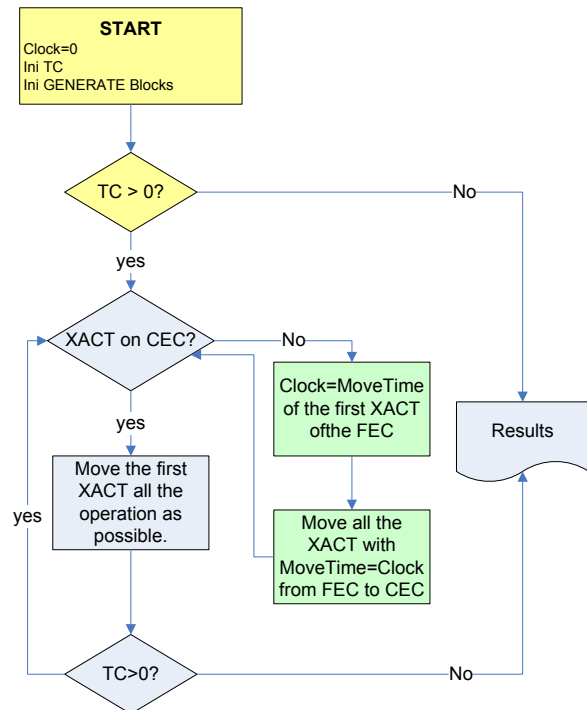 START
Clock=0
Ini TC
Ini GENERATE Blocks
TC > 0?
No
yes
XACT on CEC?
No
Clock=MoveTime
of the first XACT
ofthe FEC
Results
yes
Move the first
XACT all the
operation as
possible.
yes
Move all the
XACT with
MoveTime=Clock
from FEC to CEC
TC>0?
No